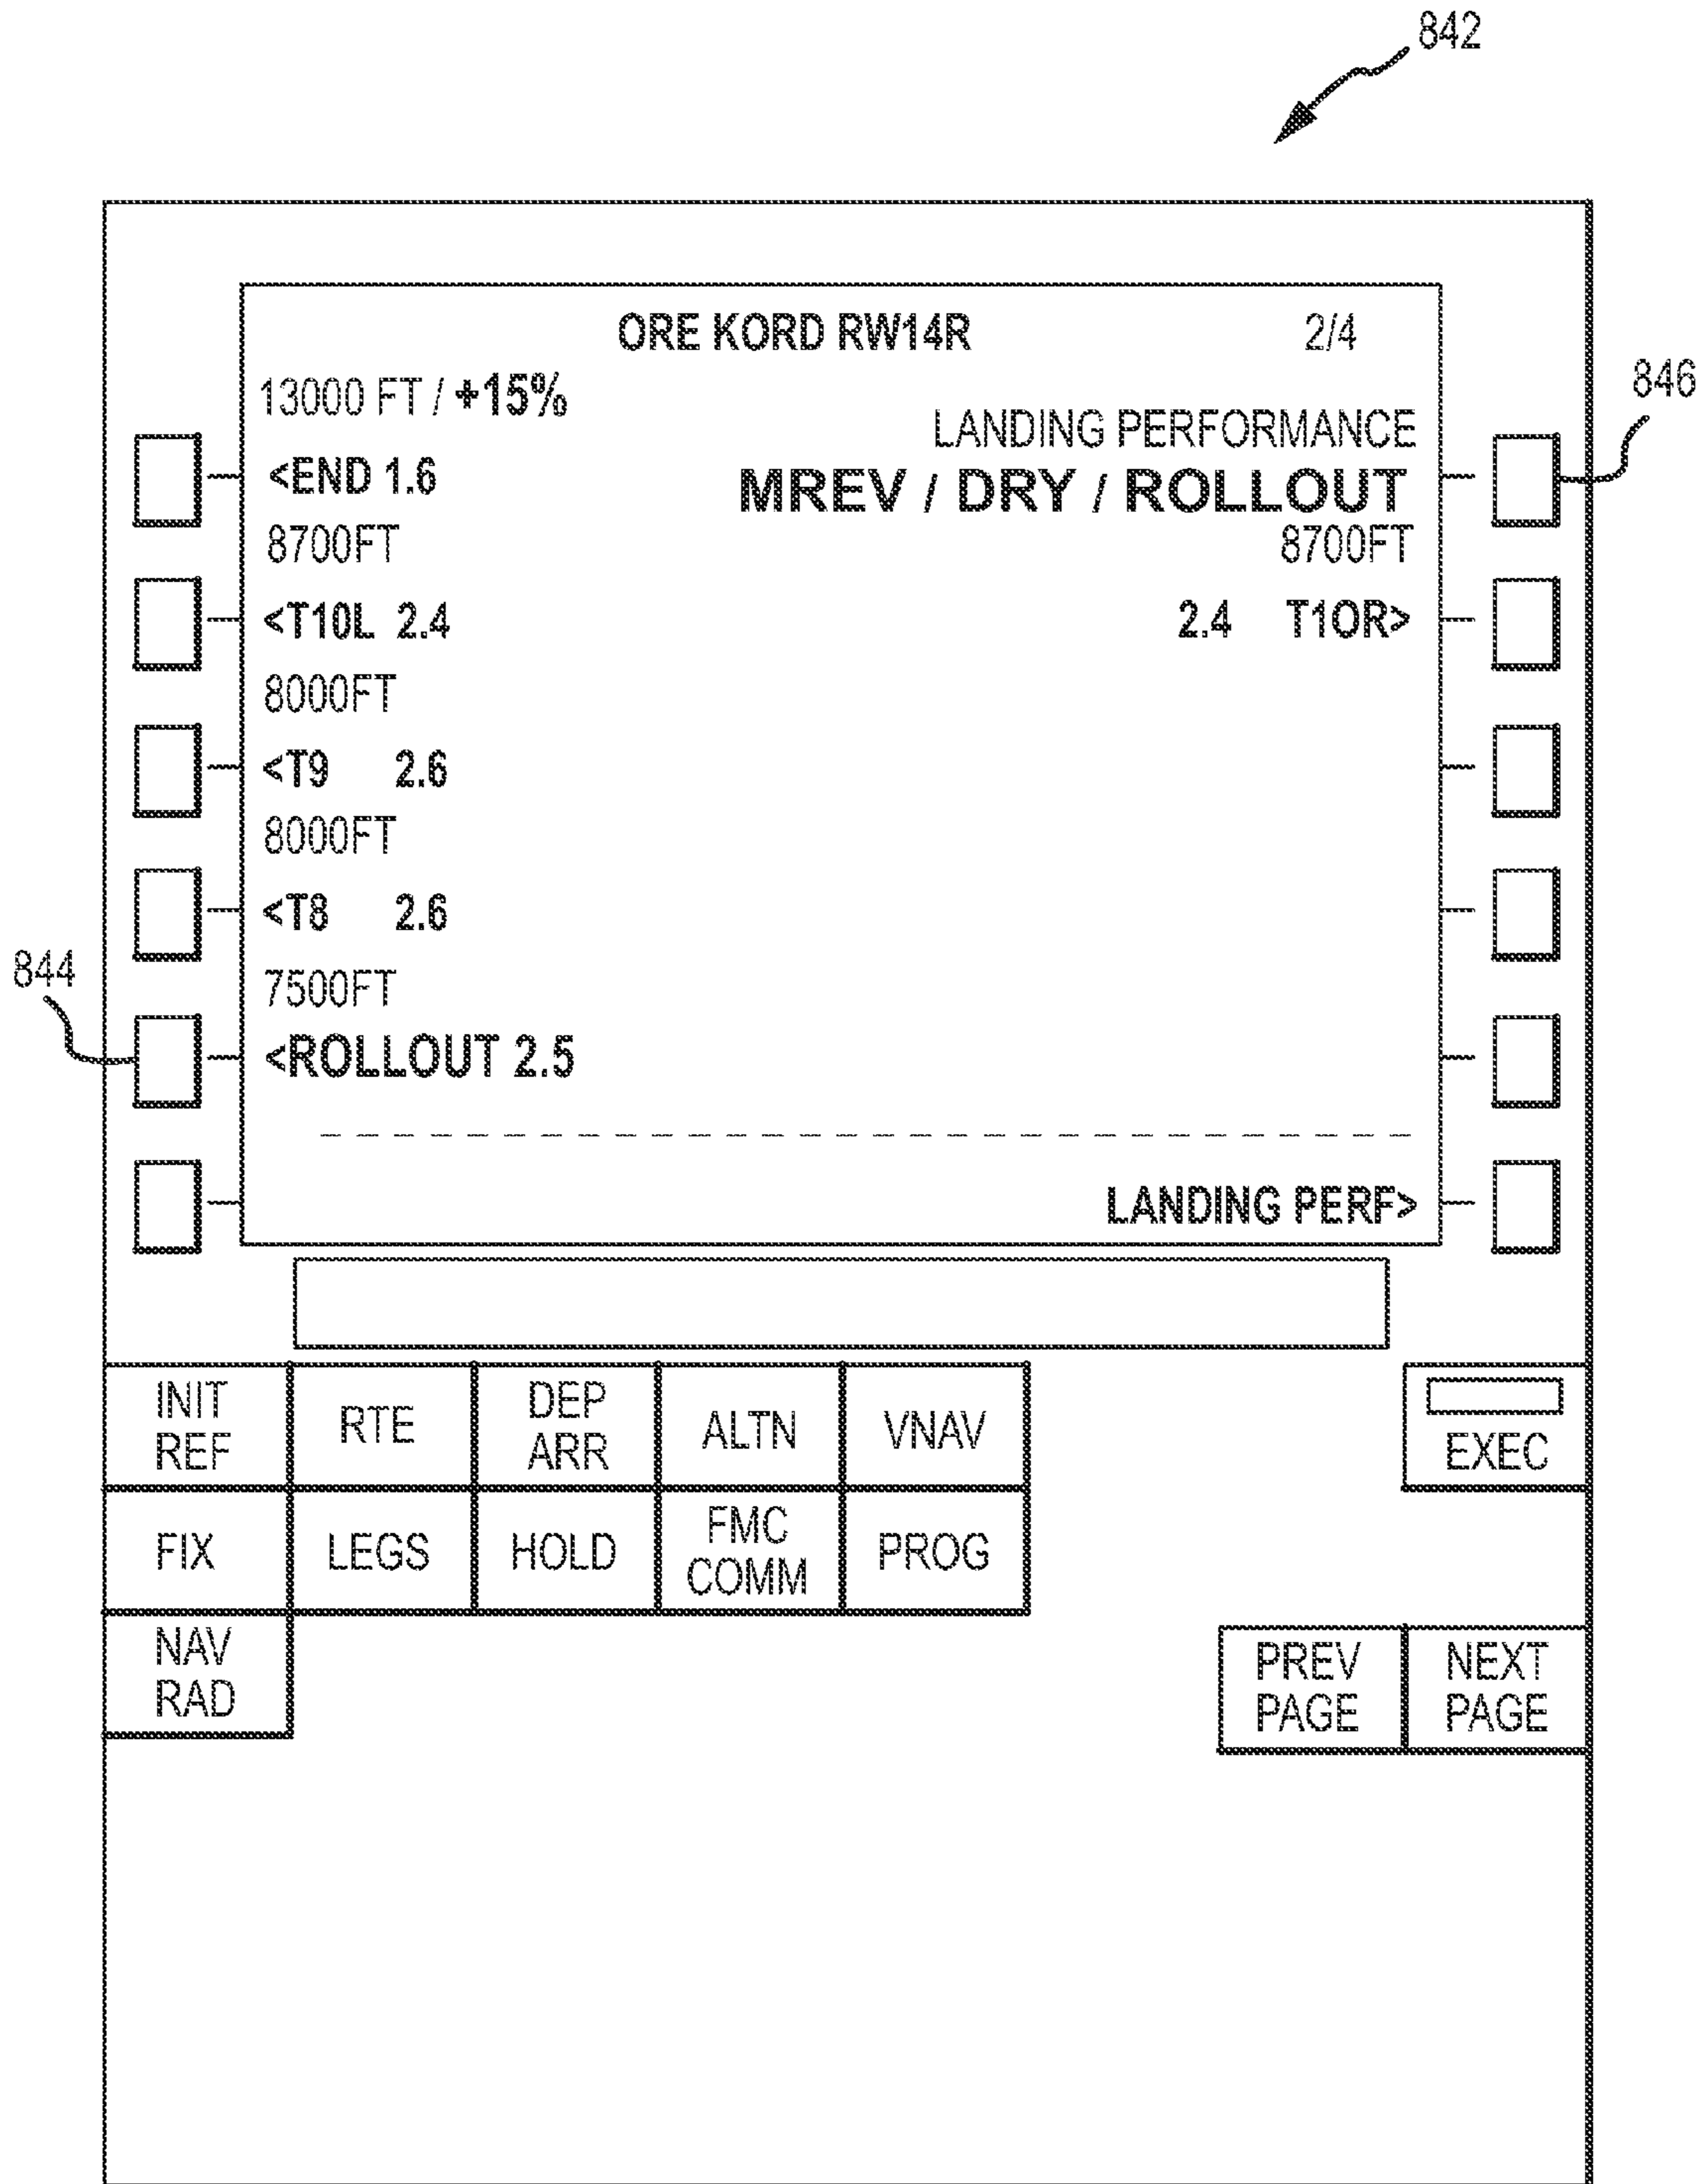 842
ORE KORD RW14R 2/4
13000 FT / +15%
LANDING PERFORMANCE
846
<END 1.6 MREV / DRY / ROLLOUT
8700FT 8700FT
<T10L 2.4 2.4 T1OR>
8000FT
<T9 2.6
8000FT
<T8 2.6
844
7500FT
<ROLLOUT 2.5
LANDING PERF>
INIT
REF
RTE
DEP
ARR
ALTN
VNAV
EXEC
FIX
LEGS
HOLD
FMC
COMM
PROG
NAV
RAD
PREV
PAGE
NEXT
PAGE